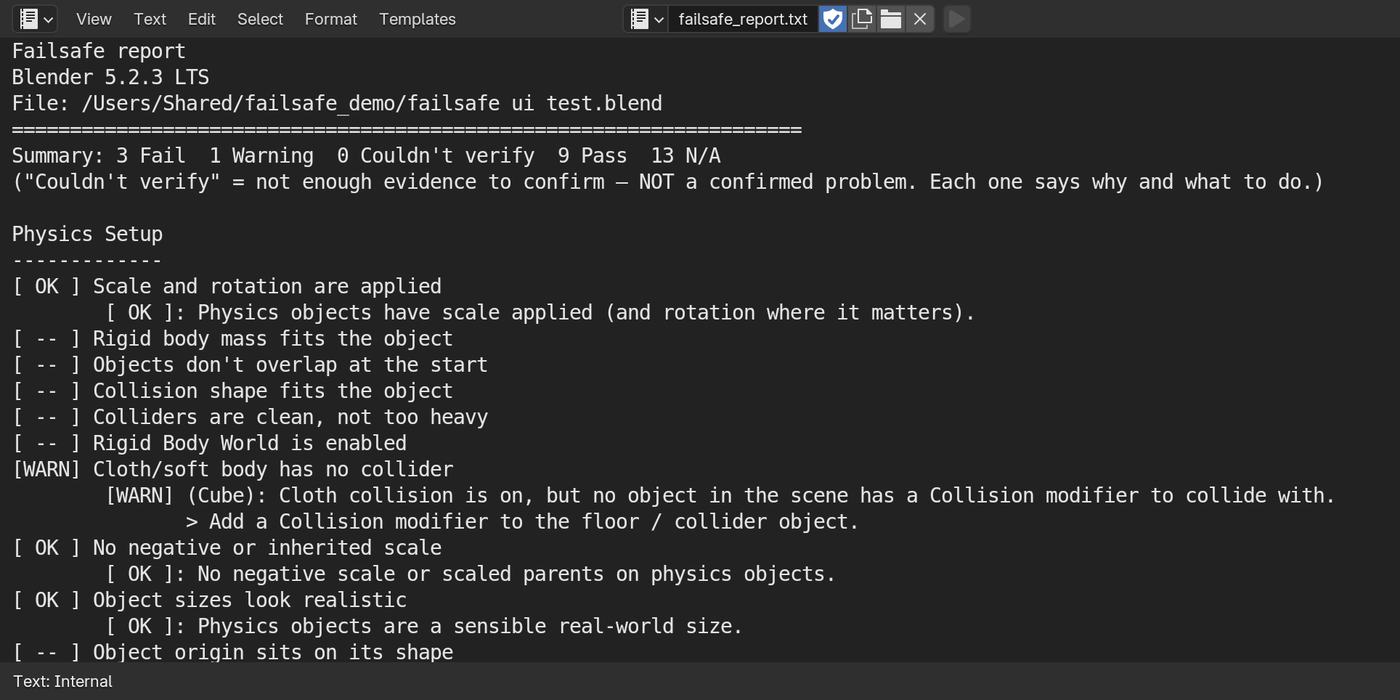 View Text Edit Select Format Templates failsafe_report.txt
Failsafe report
Blender 5.2.3 LTS
File: /Users/Shared/failsafe_demo/failsafe ui test.blend
====================================================================
Summary: 3 Fail  1 Warning  0 Couldn't verify  9 Pass  13 N/A
("Couldn't verify" = not enough evidence to confirm — NOT a confirmed problem. Each one says why and what to do.)

Physics Setup
-------------
[ OK ] Scale and rotation are applied
        [ OK ]: Physics objects have scale applied (and rotation where it matters).
[ -- ] Rigid body mass fits the object
[ -- ] Objects don't overlap at the start
[ -- ] Collision shape fits the object
[ -- ] Colliders are clean, not too heavy
[ -- ] Rigid Body World is enabled
[WARN] Cloth/soft body has no collider
        [WARN] (Cube): Cloth collision is on, but no object in the scene has a Collision modifier to collide with.
               > Add a Collision modifier to the floor / collider object.
[ OK ] No negative or inherited scale
        [ OK ]: No negative scale or scaled parents on physics objects.
[ OK ] Object sizes look realistic
        [ OK ]: Physics objects are a sensible real-world size.
[ -- ] Object origin sits on its shape
Text: Internal